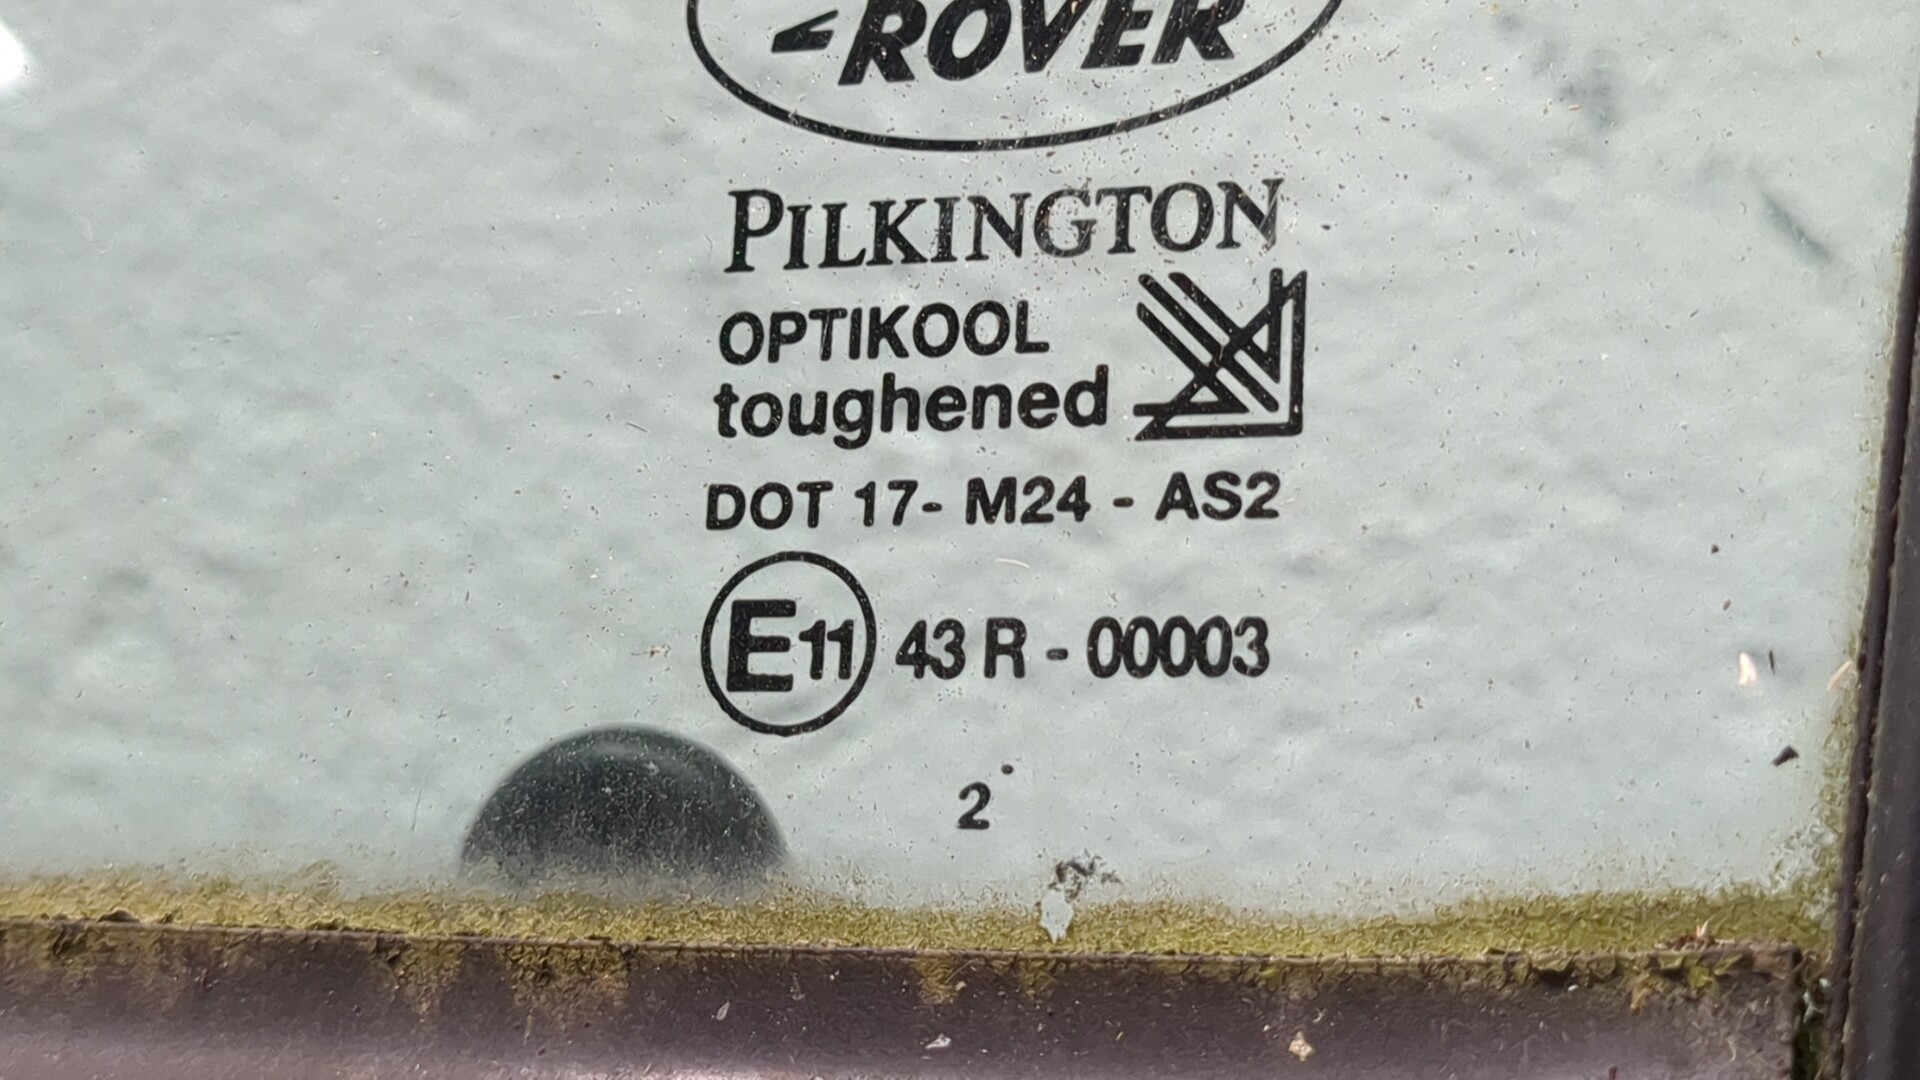 ROVER
PILKINGTON
OPTIKOOL
toughened
DOT 17- M24 - AS2
E11 43 R - 00003
2